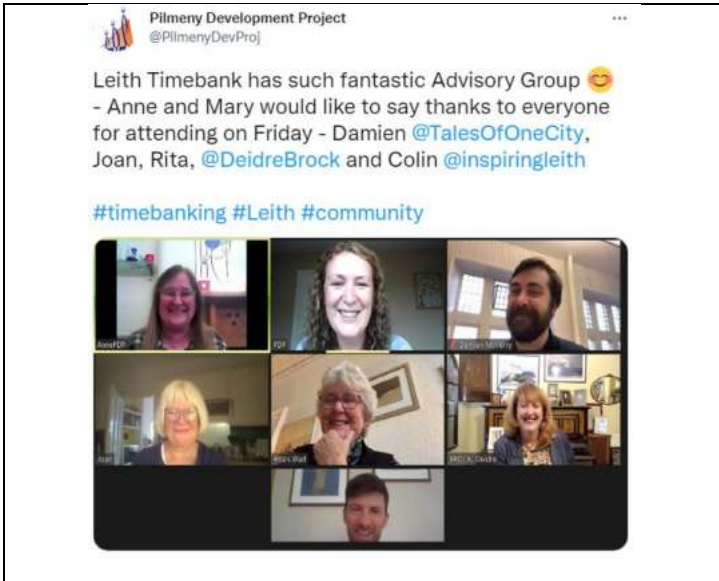 Pilmeny Development Project
@PilmenyDevProj
Leith Timebank has such fantastic Advisory Group 😊
- Anne and Mary would like to say thanks to everyone
for attending on Friday - Damien @TalesOfOneCity,
Joan, Rita, @DeidreBrock and Colin @inspiringleith
#timebanking #Leith #community
AnnePDP
PDP
Joan
BROCK, Deidre